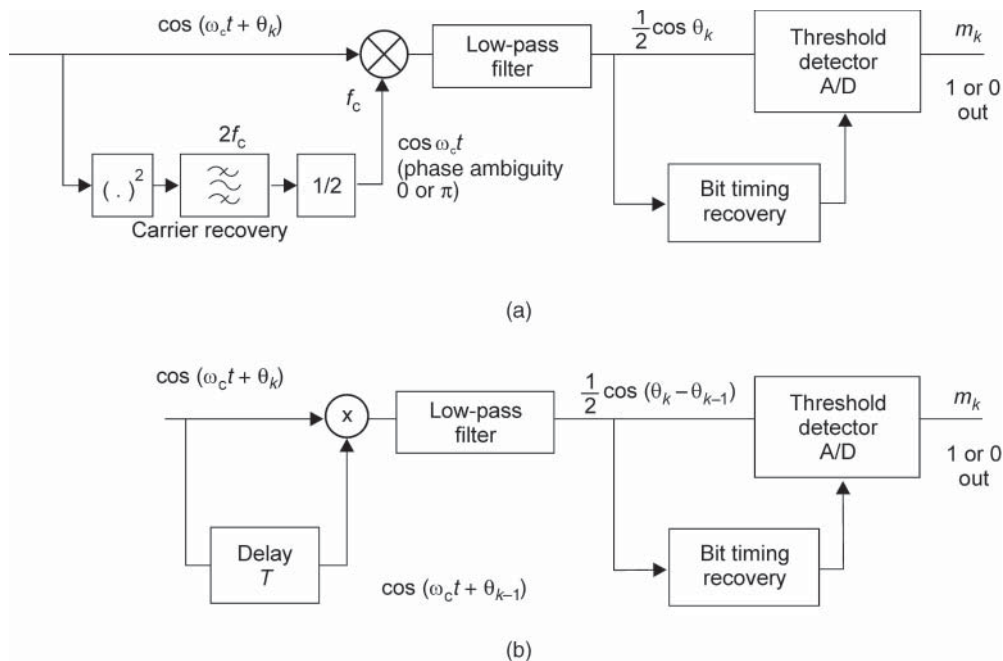 cos (ω_c t + θ_k)
Low-pass
filter
1/2 cos θ_k
Threshold
detector
A/D
m_k
1 or 0
out
f_c
2f_c
( . )²
1/2
cos ω_c t
(phase ambiguity
0 or π)
Carrier recovery
Bit timing
recovery
(a)
cos (ω_c t + θ_k)
x
Low-pass
filter
1/2 cos (θ_k – θ_{k–1})
Threshold
detector
A/D
m_k
1 or 0
out
Delay
T
cos (ω_c t + θ_{k–1})
Bit timing
recovery
(b)